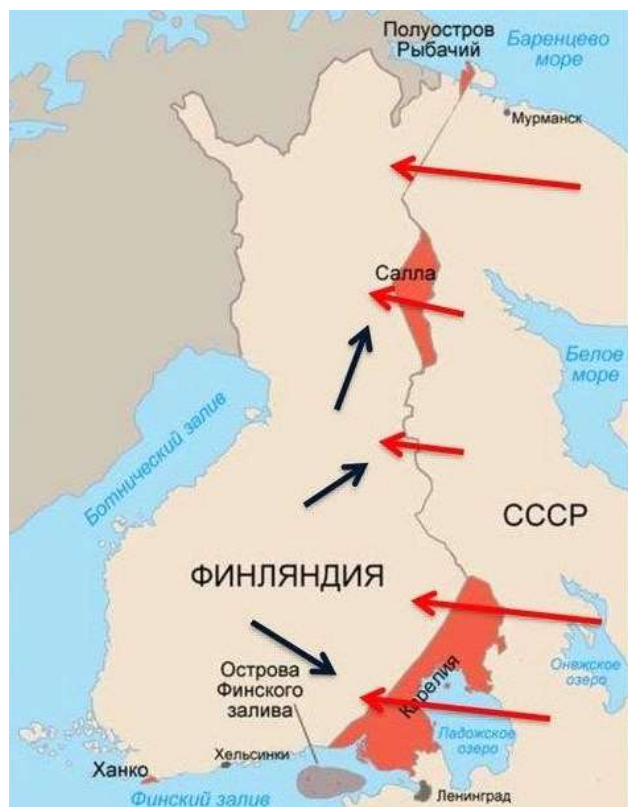 Полуостров
Рыбачий
Баренцево
море
Мурманск
Салла
Белое
море
Ботнический залив
СССР
ФИНЛЯНДИЯ
Онежское
озеро
Острова
Финского
залива
Карелия
Ладожское
озеро
Хельсинки
Ханко
Финский залив
Ленинград